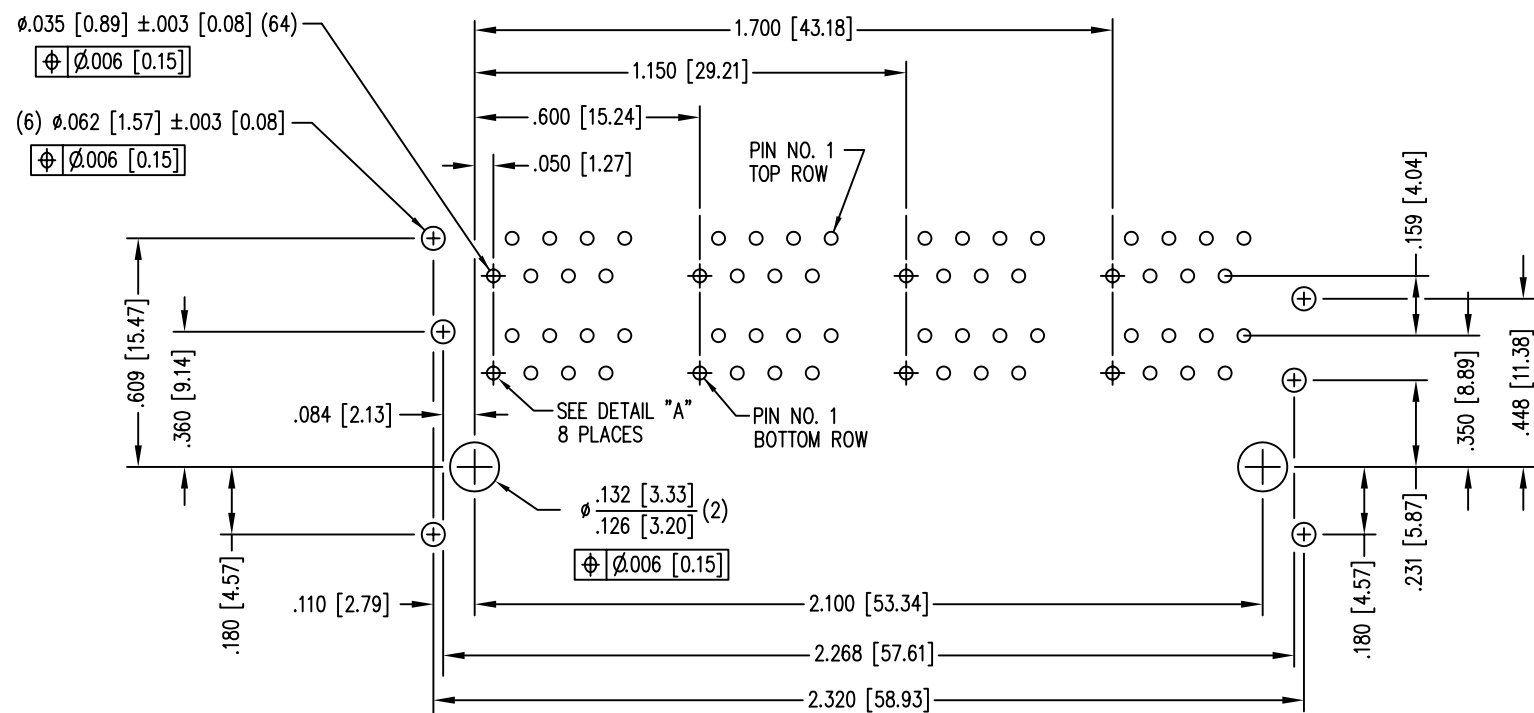 ø.035 [0.89] ±.003 [0.08] (64)
⌖ Ø.006 [0.15]
(6) ø.062 [1.57] ±.003 [0.08]
⌖ Ø.006 [0.15]
1.700 [43.18]
1.150 [29.21]
.600 [15.24]
.050 [1.27]
PIN NO. 1
TOP ROW
.159 [4.04]
.609 [15.47]
.360 [9.14]
.084 [2.13]
SEE DETAIL "A"
8 PLACES
PIN NO. 1
BOTTOM ROW
.350 [8.89]
.448 [11.38]
ø .132 [3.33]
.126 [3.20] (2)
⌖ Ø.006 [0.15]
.231 [5.87]
.180 [4.57]
.180 [4.57]
.110 [2.79]
2.100 [53.34]
2.268 [57.61]
2.320 [58.93]